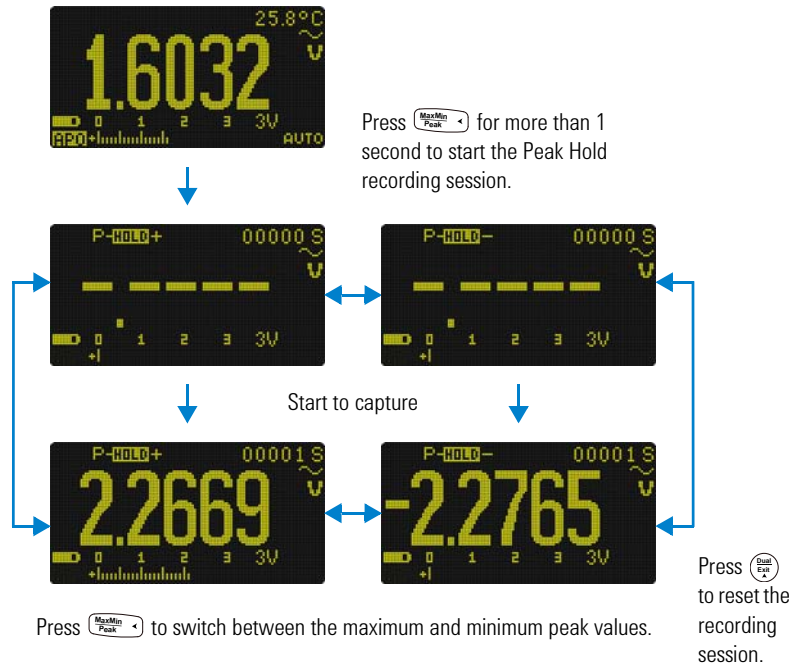 25.8°C
1.6032 V
0 1 2 3 3V
APO AUTO
Press MaxMin Peak for more than 1
second to start the Peak Hold
recording session.
P-HOLD+ 00000 S
V
0 1 2 3 3V
P-HOLD- 00000 S
V
0 1 2 3 3V
Start to capture
P-HOLD+ 00001 S
2.2669 V
0 1 2 3 3V
P-HOLD- 00001 S
-2.2765 V
0 1 2 3 3V
Press Dual Exit
to reset the
recording
session.
Press MaxMin Peak to switch between the maximum and minimum peak values.